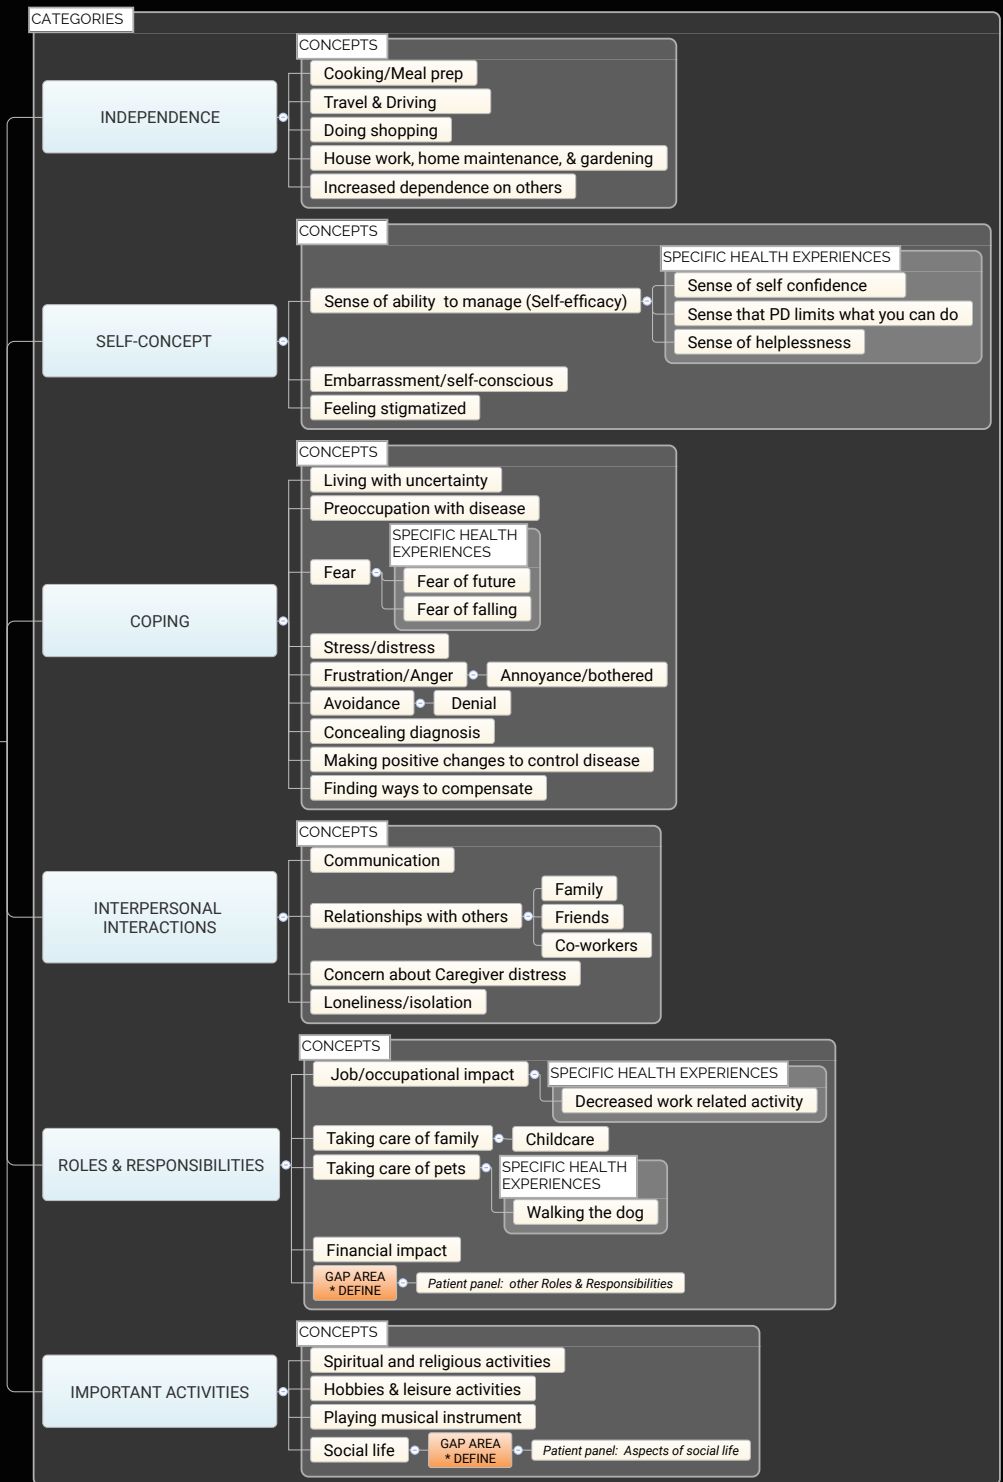 CATEGORIES
INDEPENDENCE
CONCEPTS
Cooking/Meal prep
Travel & Driving
Doing shopping
House work, home maintenance, & gardening
Increased dependence on others
SELF-CONCEPT
CONCEPTS
Sense of ability to manage (Self-efficacy)
SPECIFIC HEALTH EXPERIENCES
Sense of self confidence
Sense that PD limits what you can do
Sense of helplessness
Embarrassment/self-conscious
Feeling stigmatized
COPING
CONCEPTS
Living with uncertainty
Preoccupation with disease
Fear
SPECIFIC HEALTH
EXPERIENCES
Fear of future
Fear of falling
Stress/distress
Frustration/Anger
Annoyance/bothered
Avoidance
Denial
Concealing diagnosis
Making positive changes to control disease
Finding ways to compensate
INTERPERSONAL
INTERACTIONS
CONCEPTS
Communication
Relationships with others
Family
Friends
Co-workers
Concern about Caregiver distress
Loneliness/isolation
ROLES & RESPONSIBILITIES
CONCEPTS
Job/occupational impact
SPECIFIC HEALTH EXPERIENCES
Decreased work related activity
Taking care of family
Childcare
Taking care of pets
SPECIFIC HEALTH
EXPERIENCES
Walking the dog
Financial impact
GAP AREA
* DEFINE
Patient panel: other Roles & Responsibilities
IMPORTANT ACTIVITIES
CONCEPTS
Spiritual and religious activities
Hobbies & leisure activities
Playing musical instrument
Social life
GAP AREA
* DEFINE
Patient panel: Aspects of social life